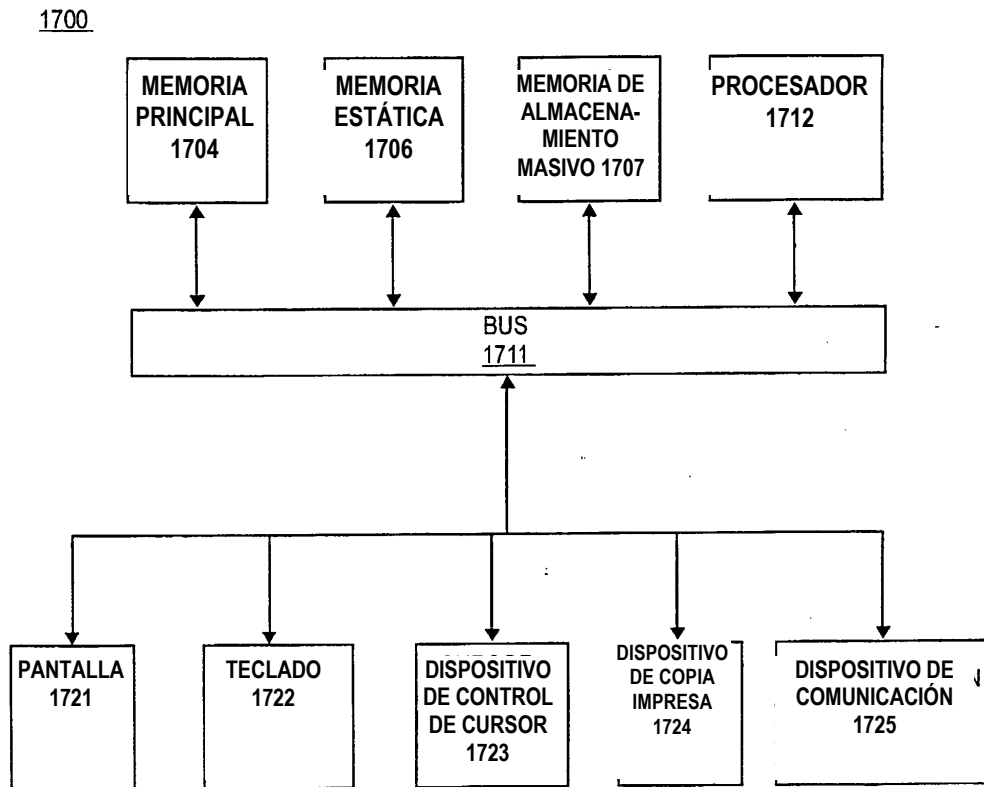 1700
MEMORIA
PRINCIPAL
1704
MEMORIA
ESTÁTICA
1706
MEMORIA DE
ALMACENA-
MIENTO
MASIVO 1707
PROCESADOR
1712
BUS
1711
PANTALLA
1721
TECLADO
1722
DISPOSITIVO
DE CONTROL
DE CURSOR
1723
DISPOSITIVO
DE COPIA
IMPRESA
1724
DISPOSITIVO DE
COMUNICACIÓN
1725